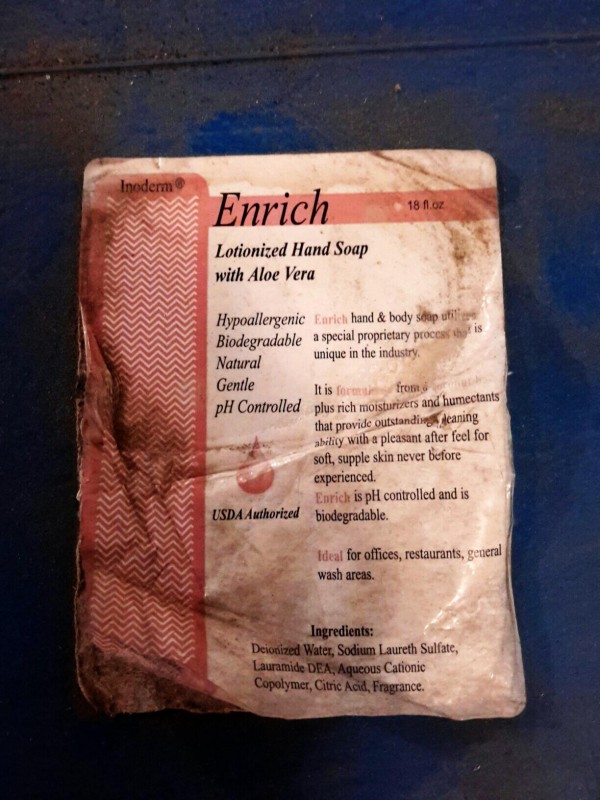 Inoderm®
Enrich
18 fl.oz
Lotionized Hand Soap
with Aloe Vera
Hypoallergenic
Biodegradable
Natural
Gentle
pH Controlled
USDA Authorized
Enrich hand & body soap
a special proprietary process that is
unique in the industry.
It is from a
plus rich moisturizers and humectants
that provide outstanding cleaning
ability with a pleasant after feel for
soft, supple skin never before
experienced.
Enrich is pH controlled and is
biodegradable.
Ideal for offices, restaurants, general
wash areas.
Ingredients:
Deionized Water, Sodium Laureth Sulfate,
Lauramide DEA, Aqueous Cationic
Copolymer, Citric Acid, Fragrance.